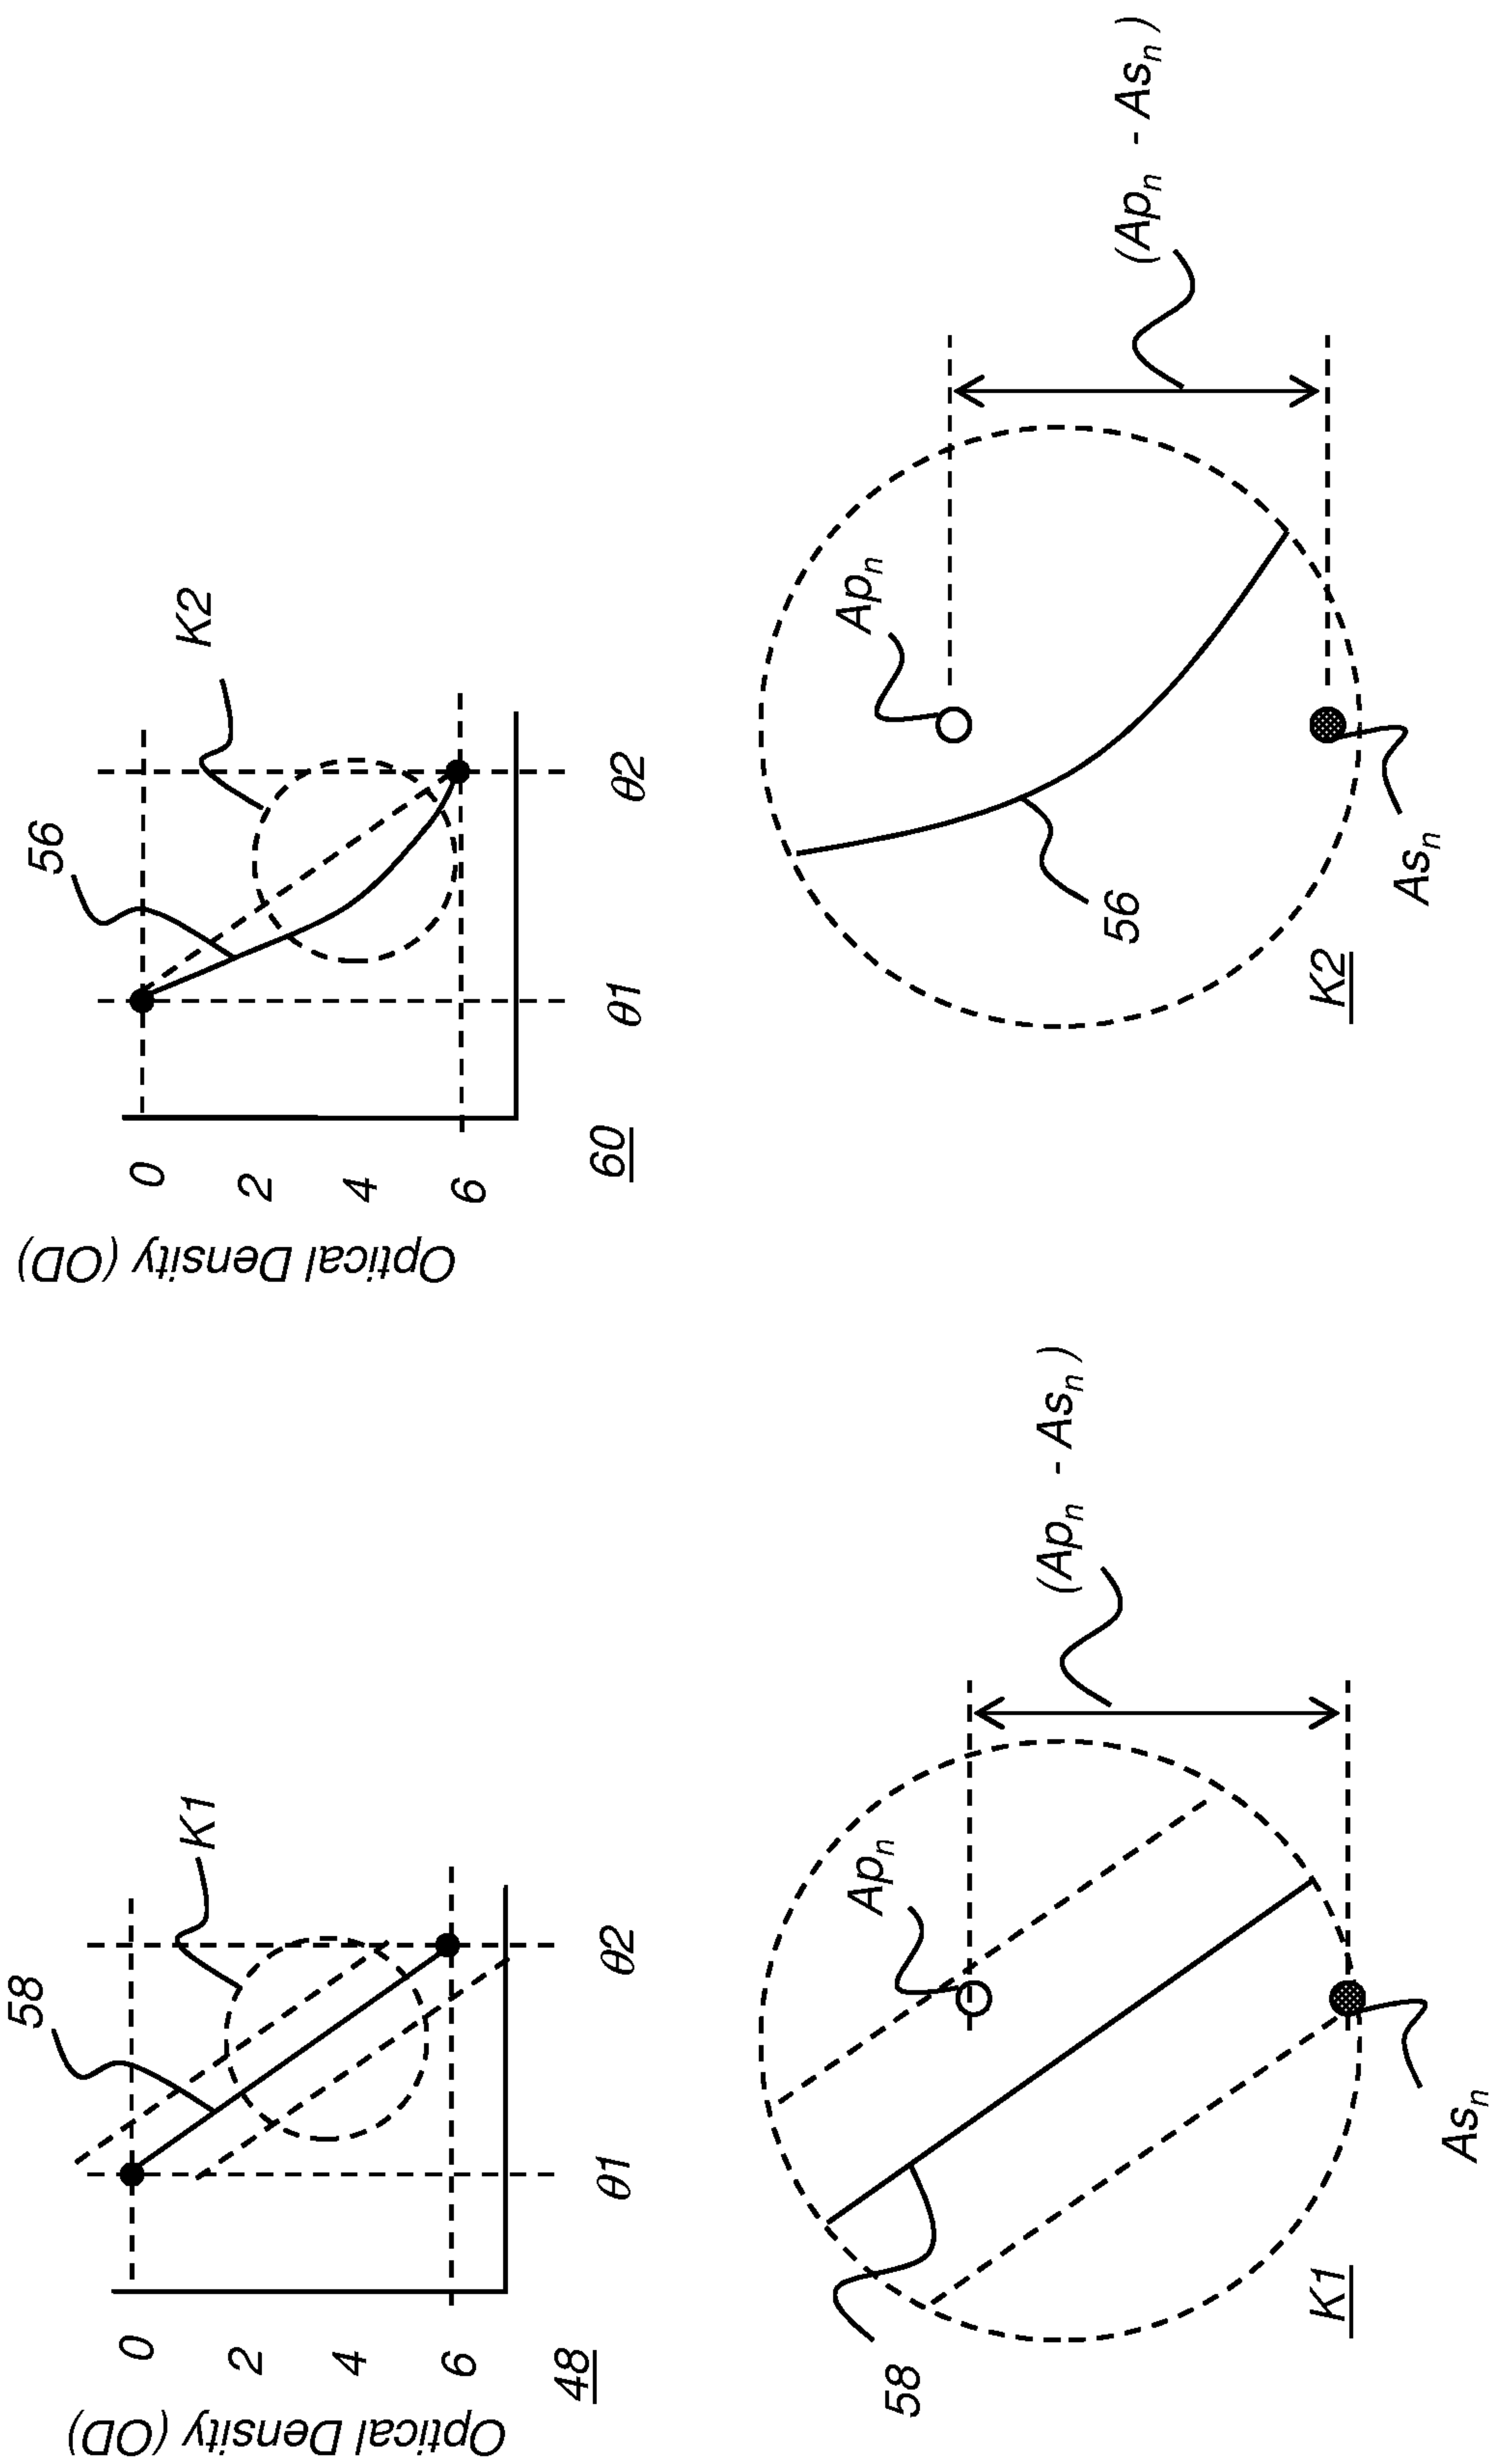 Optical Density (OD)
0
2
4
6
48
θ1
θ2
58
K1
Optical Density (OD)
0
2
4
6
60
θ1
θ2
56
K2
58
K1
Apₙ
Asₙ
(Apₙ - Asₙ)
56
K2
Apₙ
Asₙ
(Apₙ - Asₙ)